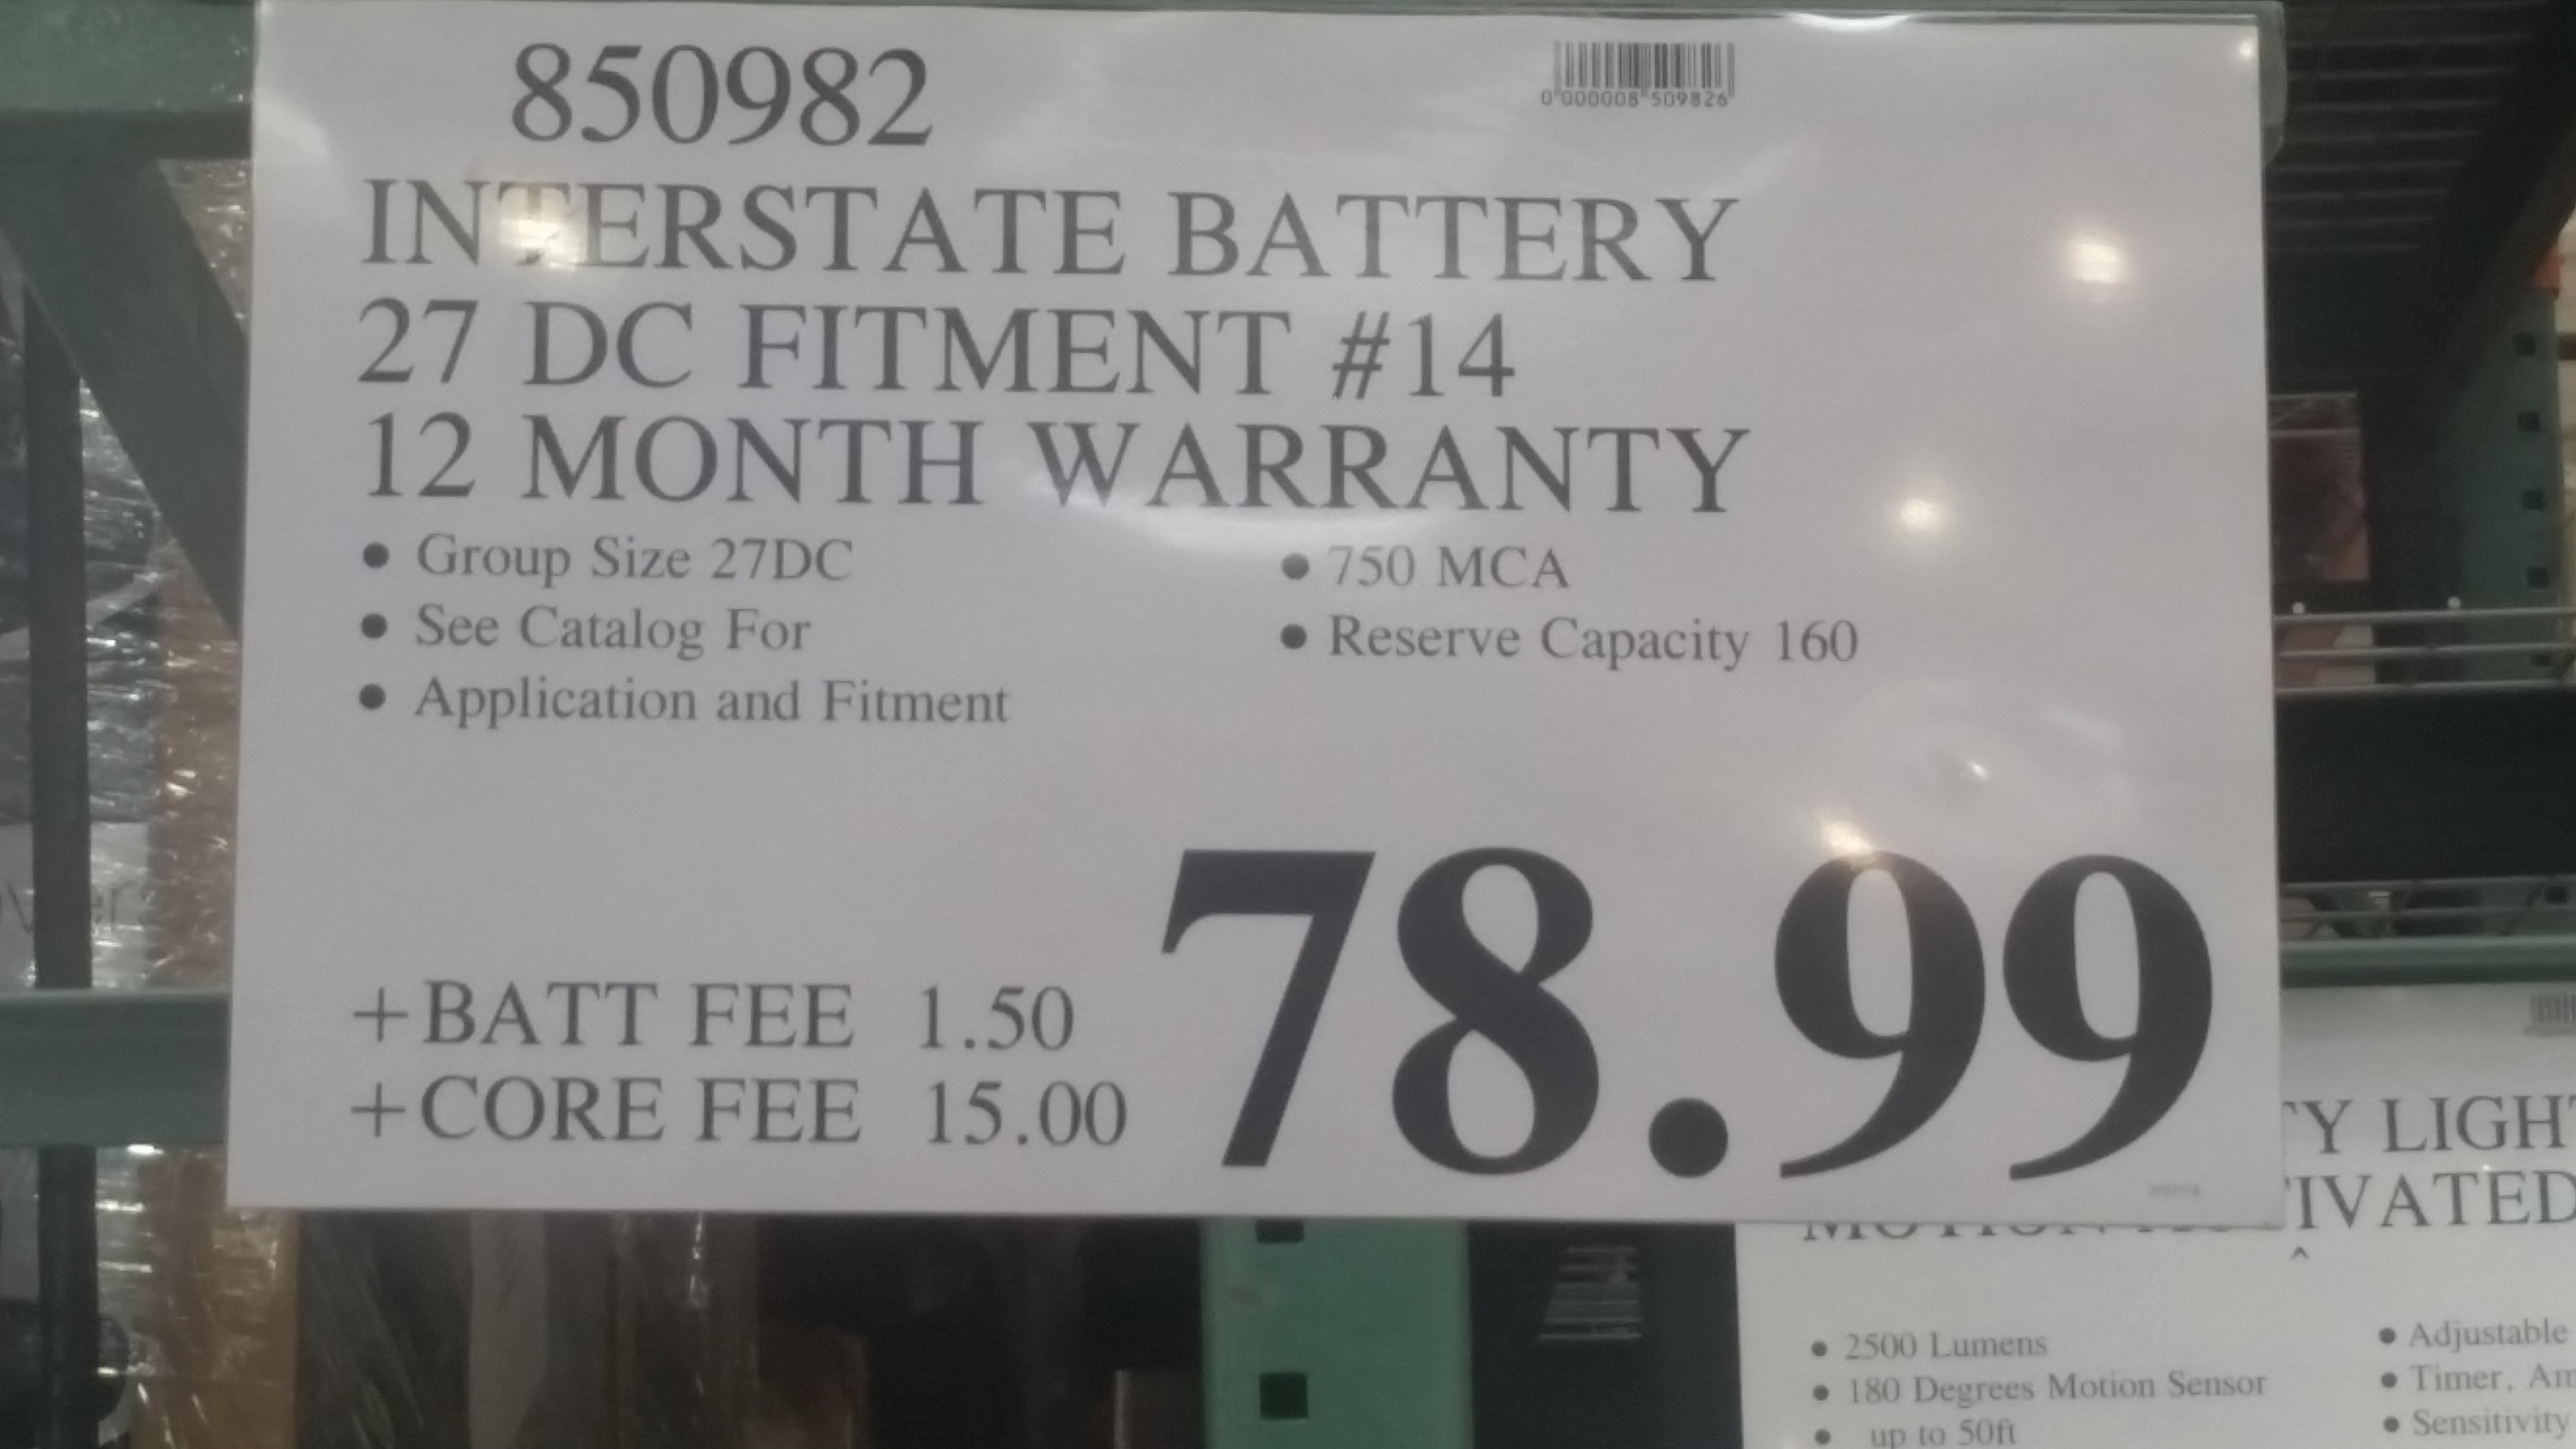 850982
0 000008 509826
INTERSTATE BATTERY
27 DC FITMENT #14
12 MONTH WARRANTY
• Group Size 27DC
• See Catalog For
• Application and Fitment
• 750 MCA
• Reserve Capacity 160
+BATT FEE 1.50
+CORE FEE 15.00
78.99
TY LIGHT
IVATED
• 2500 Lumens
• 180 Degrees Motion Sensor
• up to 50ft
• Adjustable
• Timer, Am
• Sensitivity